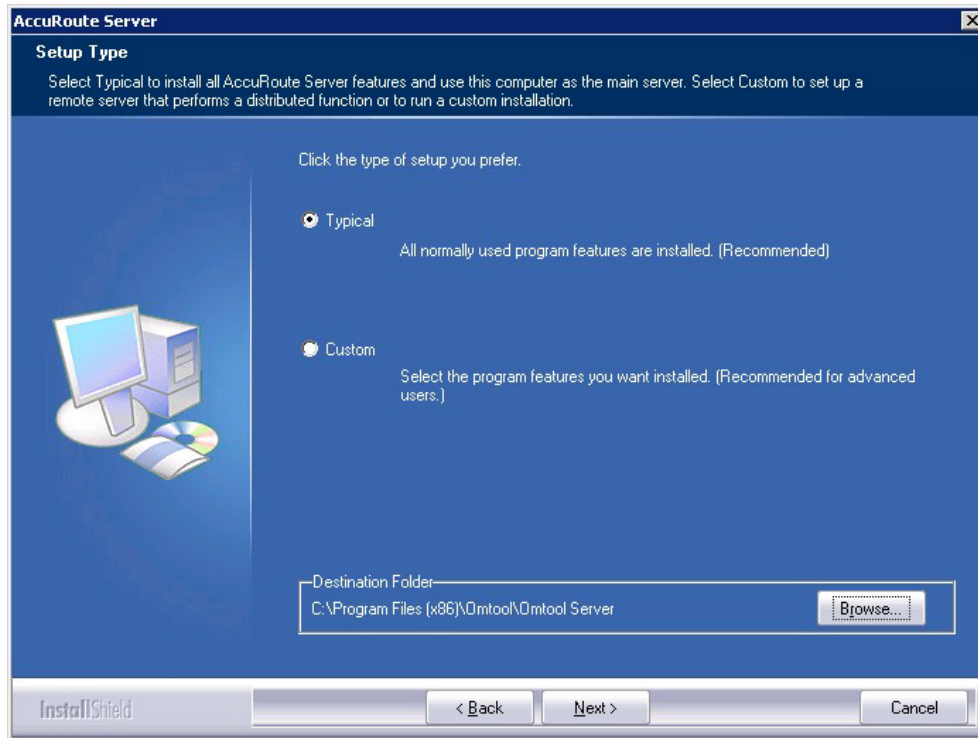 AccuRoute Server
Setup Type
Select Typical to install all AccuRoute Server features and use this computer as the main server. Select Custom to set up a
remote server that performs a distributed function or to run a custom installation.
Click the type of setup you prefer.
Typical
All normally used program features are installed. (Recommended)
Custom
Select the program features you want installed. (Recommended for advanced
users.)
Destination Folder
C:\Program Files (x86)\Omtool\Omtool Server
Browse...
InstallShield
< Back
Next >
Cancel